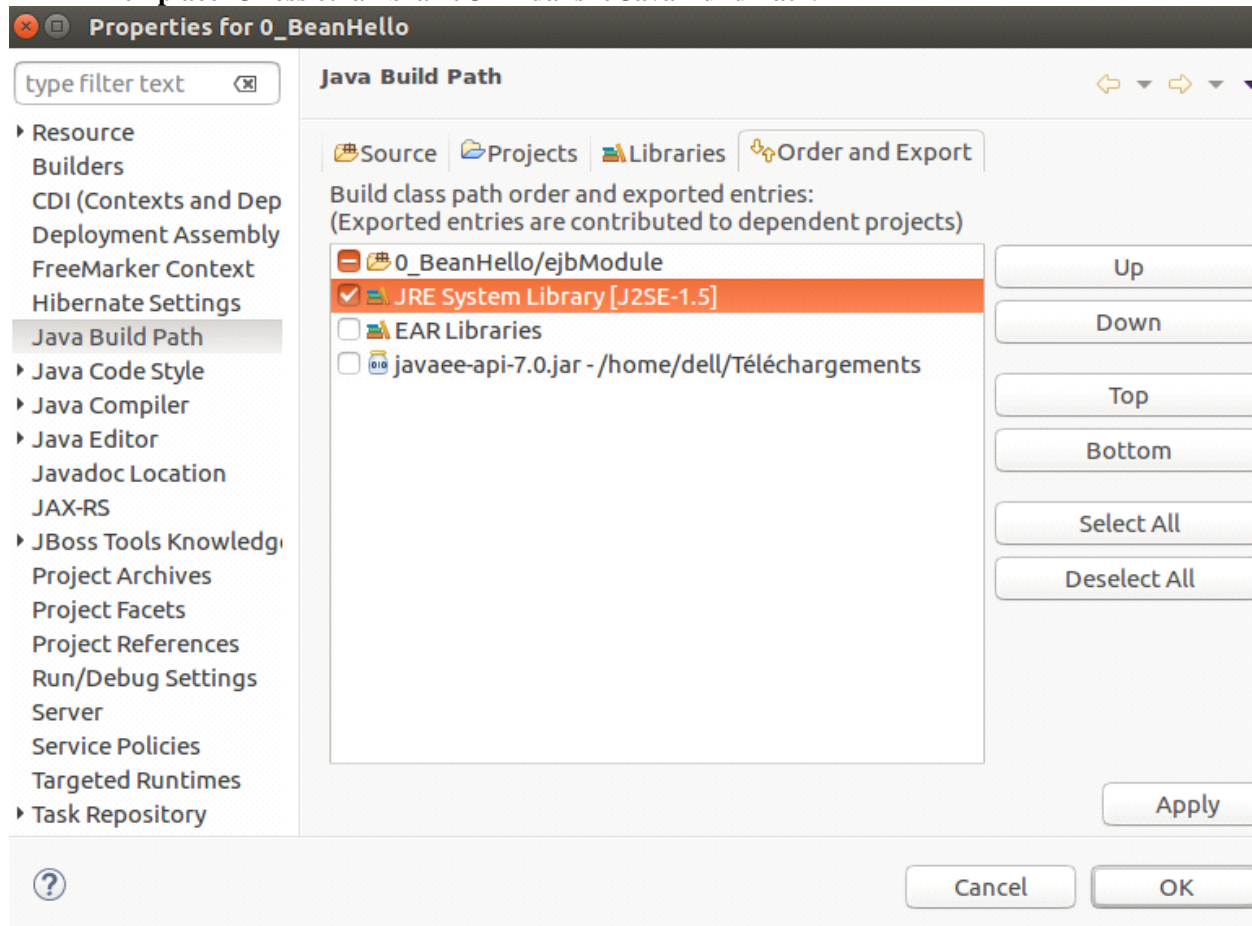 Properties for 0_BeanHello
type filter text
Java Build Path
Resource
Builders
CDI (Contexts and Dep
Deployment Assembly
FreeMarker Context
Hibernate Settings
Java Build Path
Java Code Style
Java Compiler
Java Editor
Javadoc Location
JAX-RS
JBoss Tools Knowledg
Project Archives
Project Facets
Project References
Run/Debug Settings
Server
Service Policies
Targeted Runtimes
Task Repository
Source Projects Libraries Order and Export
Build class path order and exported entries:
(Exported entries are contributed to dependent projects)
0_BeanHello/ejbModule
JRE System Library [J2SE-1.5]
EAR Libraries
javaee-api-7.0.jar - /home/dell/Téléchargements
Up
Down
Top
Bottom
Select All
Deselect All
Apply
Cancel
OK